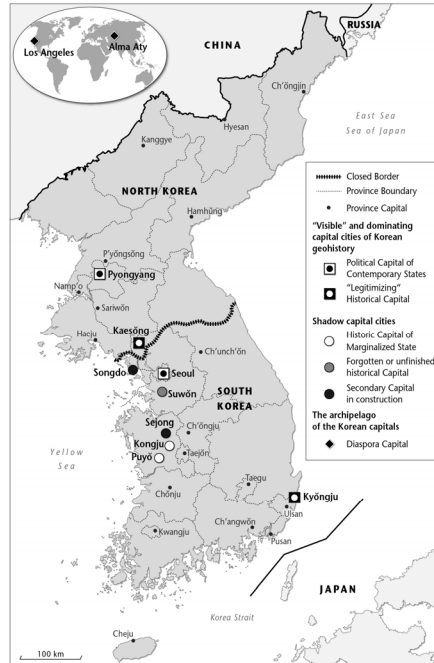 RUSSIA
CHINA
Los Angeles
Alma Aty
Ch'ŏngjin
East Sea
Sea of Japan
Hyesan
Kanggye
NORTH KOREA
Hamhŭng
P'yŏngsŏng
Pyongyang
Namp'o
Sariwŏn
Kaesŏng
Haeju
Ch'unch'ŏn
Songdo
Seoul
Suwŏn
SOUTH
KOREA
Sejong
Ch'ŏngju
Kongju
Taejŏn
Puyŏ
Yellow
Sea
Taegu
Chŏnju
Kyŏngju
Ulsan
Ch'angwŏn
Kwangju
Pusan
JAPAN
Korea Strait
Cheju
100 km
Closed Border
Province Boundary
Province Capital
"Visible" and dominating
capital cities of Korean
geohistory
Political Capital of
Contemporary States
"Legitimizing"
Historical Capital
Shadow capital cities
Historic Capital of
Marginalized State
Forgotten or unfinished
historical Capital
Secondary Capital
in construction
The archipelago
of the Korean capitals
Diaspora Capital